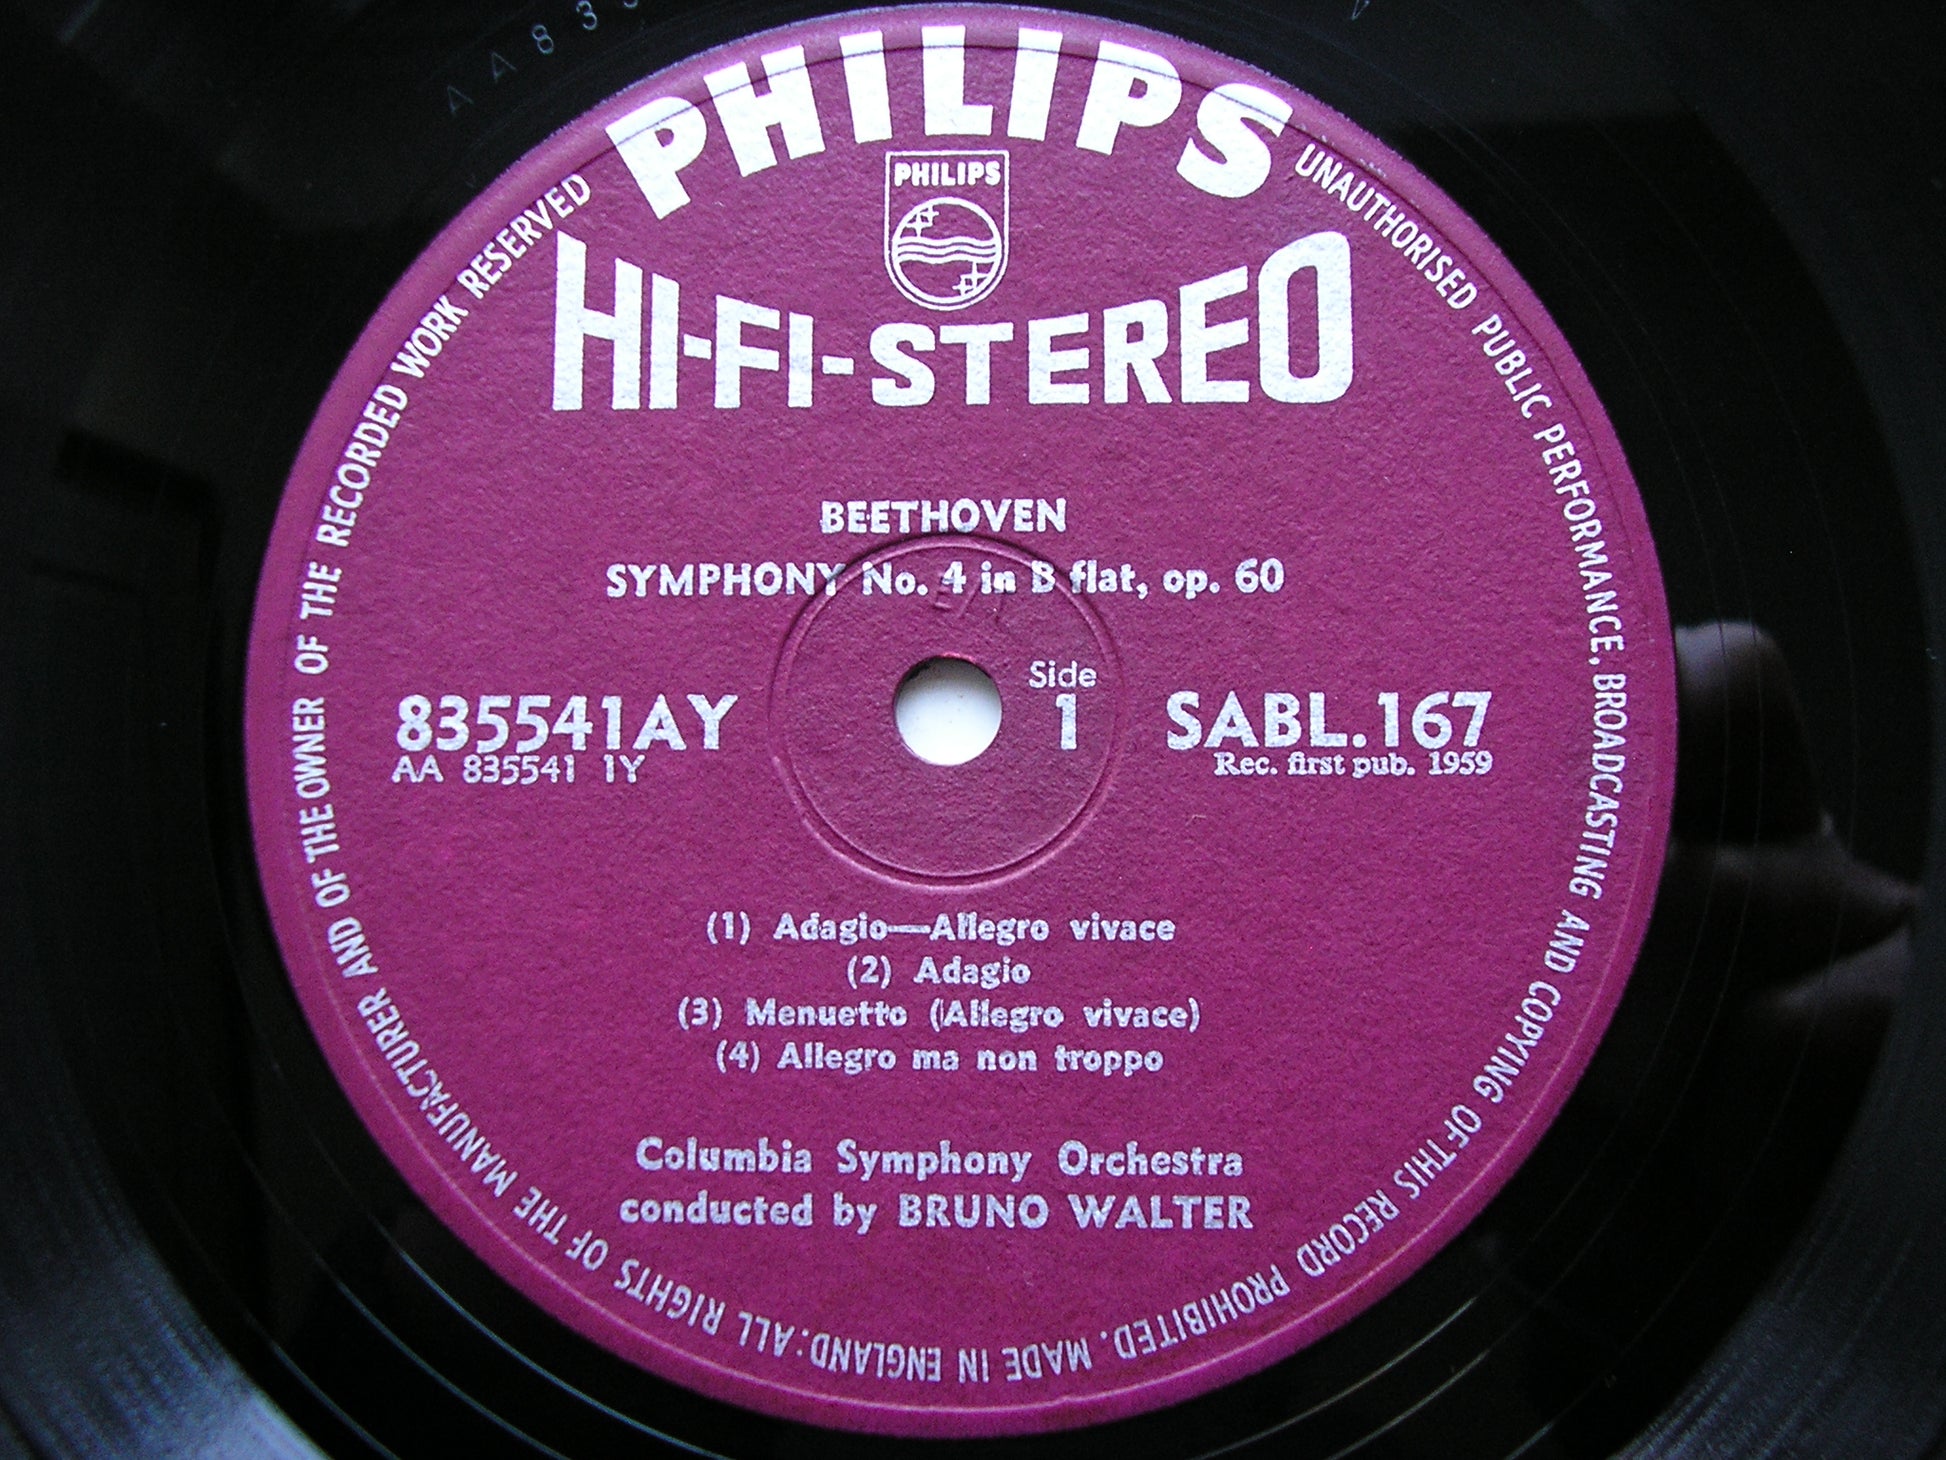 PHILIPS
PHILIPS
HI-FI-STEREO
BEETHOVEN
SYMPHONY No. 4 in B flat, op. 60
Side
1
835541AY
AA 835541 1Y
SABL.167
Rec. first pub. 1959
(1) Adagio—Allegro vivace
(2) Adagio
(3) Menuetto (Allegro vivace)
(4) Allegro ma non troppo
Columbia Symphony Orchestra
conducted by BRUNO WALTER
MADE IN ENGLAND: ALL RIGHTS OF THE MANUFACTURER AND OF THE OWNER OF THE RECORDED WORK RESERVED
UNAUTHORISED PUBLIC PERFORMANCE, BROADCASTING AND COPYING OF THIS RECORD PROHIBITED.